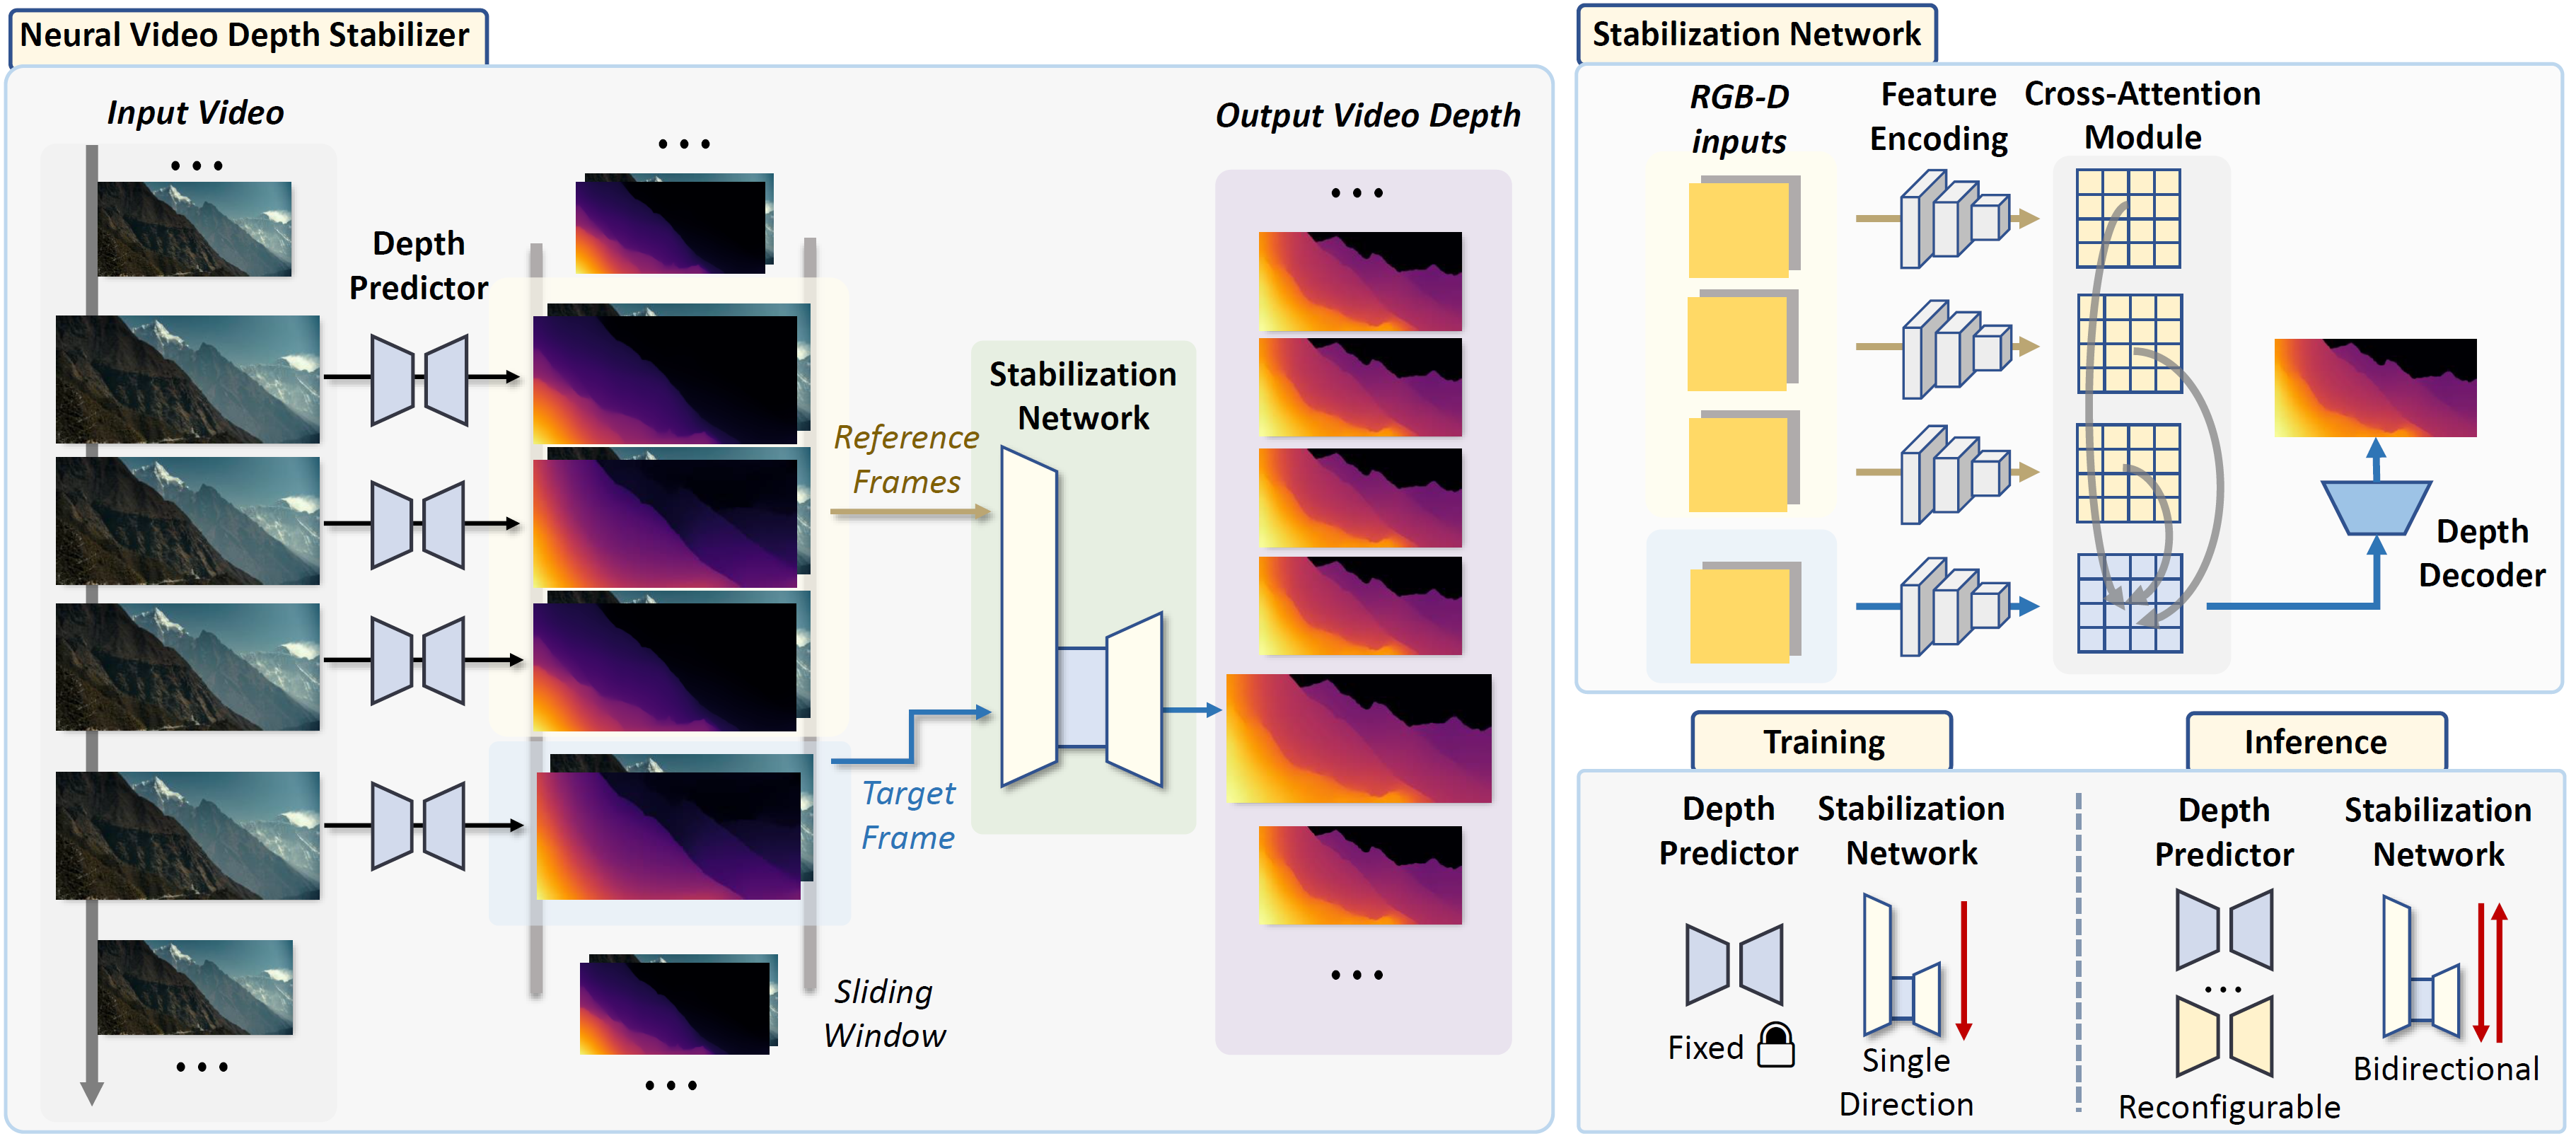 Neural Video Depth Stabilizer
Input Video
Depth
Predictor
Reference
Frames
Target
Frame
Sliding
Window
Stabilization
Network
Output Video Depth
Stabilization Network
RGB-D
inputs
Feature
Encoding
Cross-Attention
Module
Depth
Decoder
Training
Depth
Predictor
Fixed
Stabilization
Network
Single
Direction
Inference
Depth
Predictor
Reconfigurable
Stabilization
Network
Bidirectional